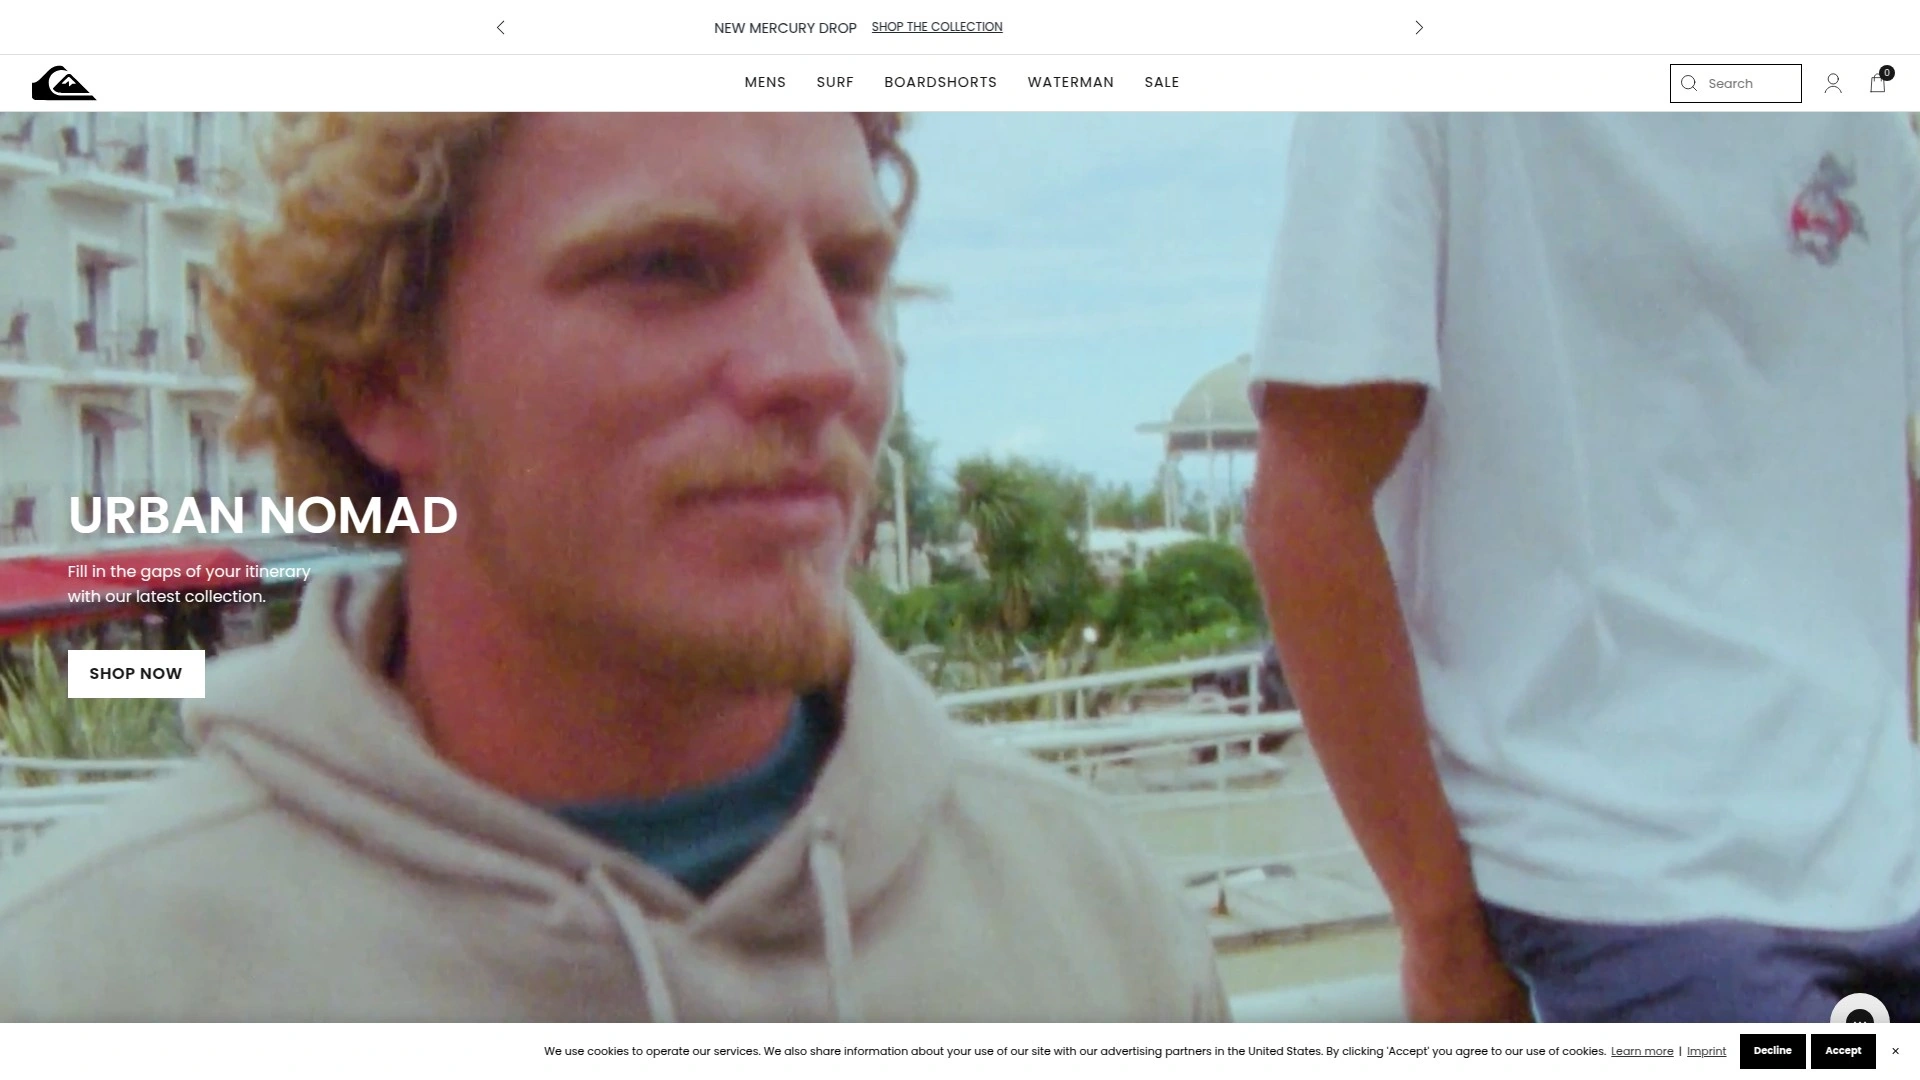 NEW MERCURY DROP SHOP THE COLLECTION
MENS SURF BOARDSHORTS WATERMAN SALE
Search
0
URBAN NOMAD
Fill in the gaps of your itinerary
with our latest collection.
SHOP NOW
We use cookies to operate our services. We also share information about your use of our site with our advertising partners in the United States. By clicking 'Accept' you agree to our use of cookies. Learn more | Imprint Decline Accept ×